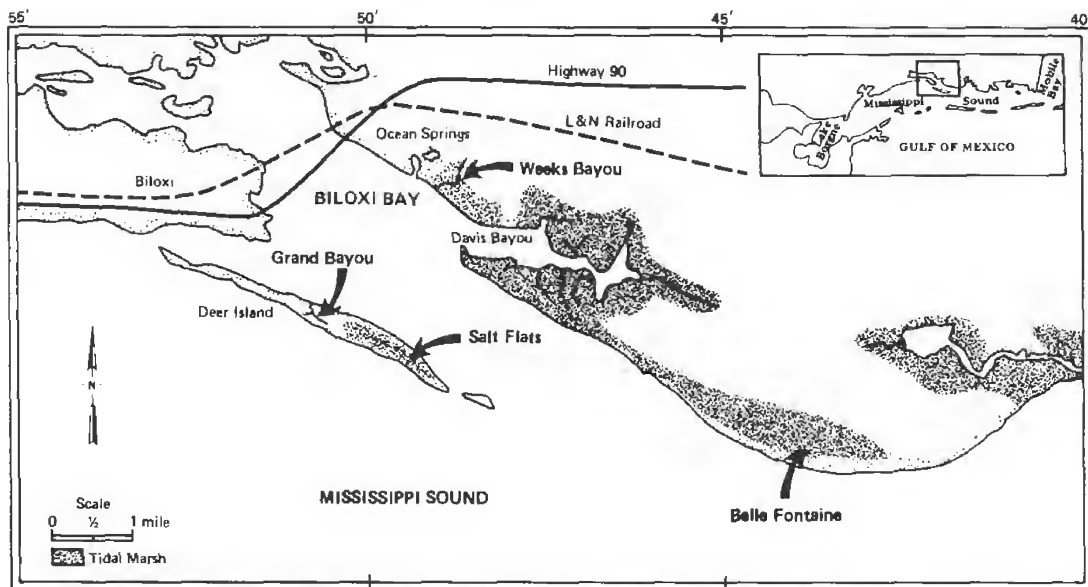 55'
50'
45'
40'
Highway 90
L&N Railroad
Ocean Springs
Weeks Bayou
Biloxi
BILOXI BAY
Davis Bayou
Grand Bayou
Deer Island
Salt Flats
N
MISSISSIPPI SOUND
Belle Fontaine
Scale
0 ½ 1 mile
Tidal Marsh
Mobile
Bay
Mississippi Sound
Lake
Borgne
GULF OF MEXICO